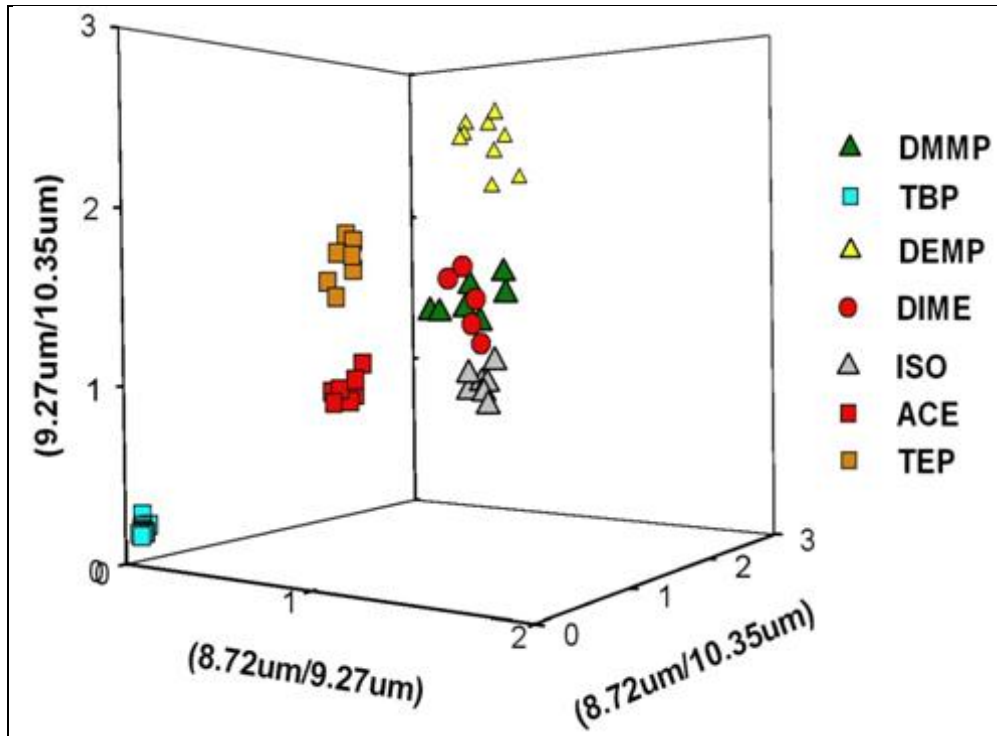 3
2
1
0
0
1
2
0
1
2
3
(9.27um/10.35um)
(8.72um/9.27um)
(8.72um/10.35um)
DMMP
TBP
DEMP
DIME
ISO
ACE
TEP